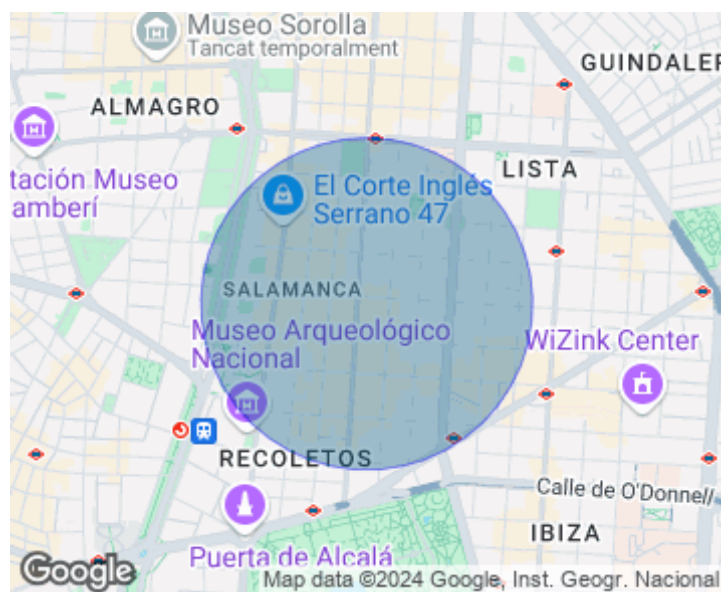 Museo Sorolla
Tancat temporalment
GUINDALER
ALMAGRO
LISTA
tación Museo
amberí
El Corte Inglés
Serrano 47
SALAMANCA
Museo Arqueológico
Nacional
WiZink Center
RECOLETOS
Calle de O'Donnell
IBIZA
Puerta de Alcalá
Google
Map data ©2024 Google, Inst. Geogr. Nacional